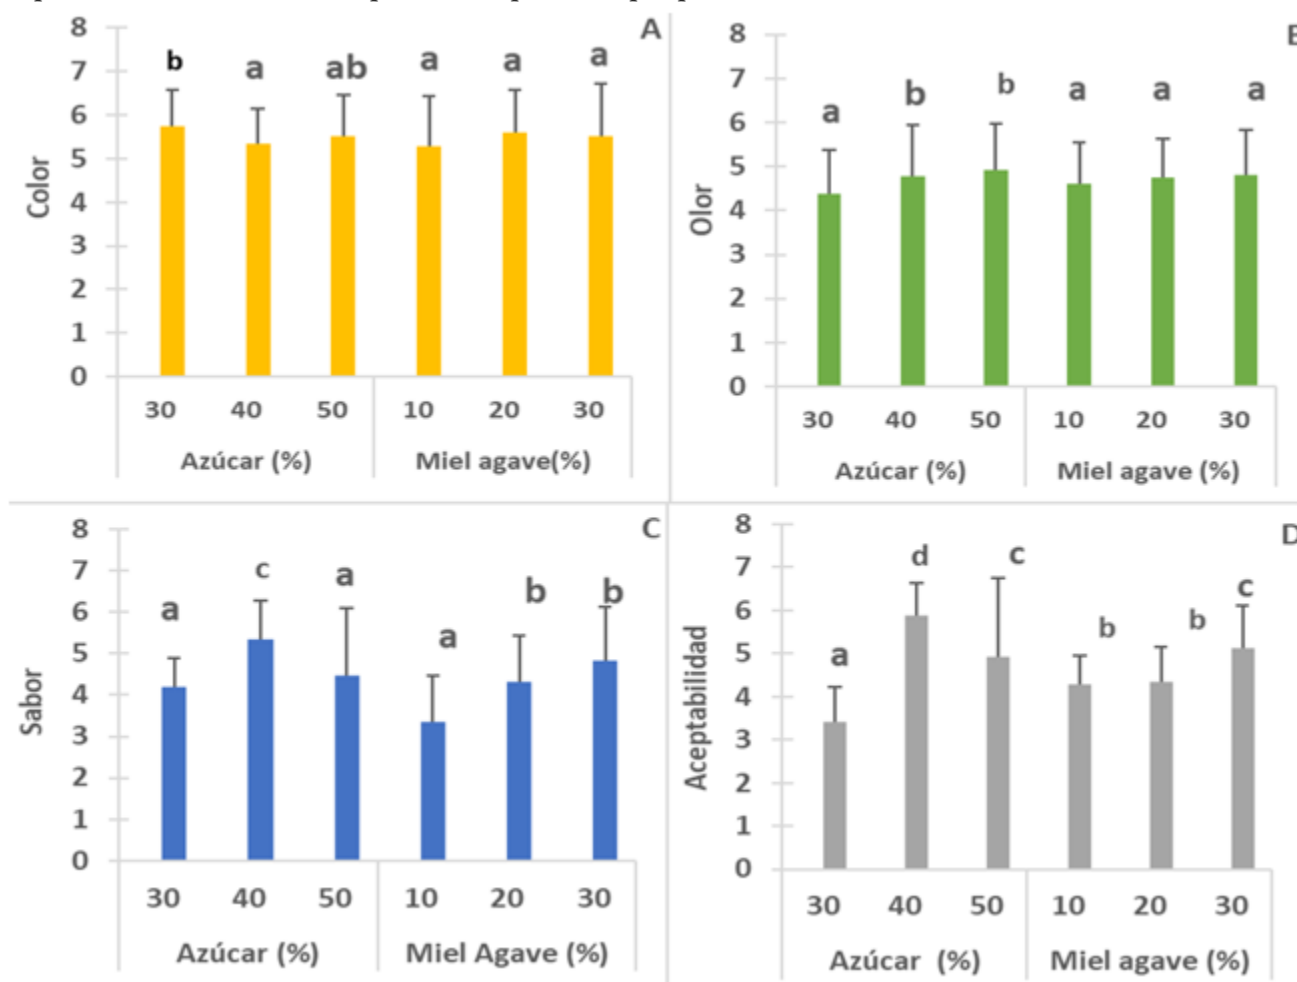 A
8
7
6
5
4
3
2
1
0
Color
b a ab a a a
30 40 50 10 20 30
Azúcar (%) Miel agave(%)
8
7
6
5
4
3
2
1
0
Olor
a b b a a a
30 40 50 10 20 30
Azúcar (%) Miel agave (%)
C
8
7
6
5
4
3
2
1
0
Sabor
a c a a b b
30 40 50 10 20 30
Azúcar (%) Miel Agave (%)
D
8
7
6
5
4
3
2
1
0
Aceptabilidad
a d c b b c
30 40 50 10 20 30
Azúcar (%) Miel agave (%)